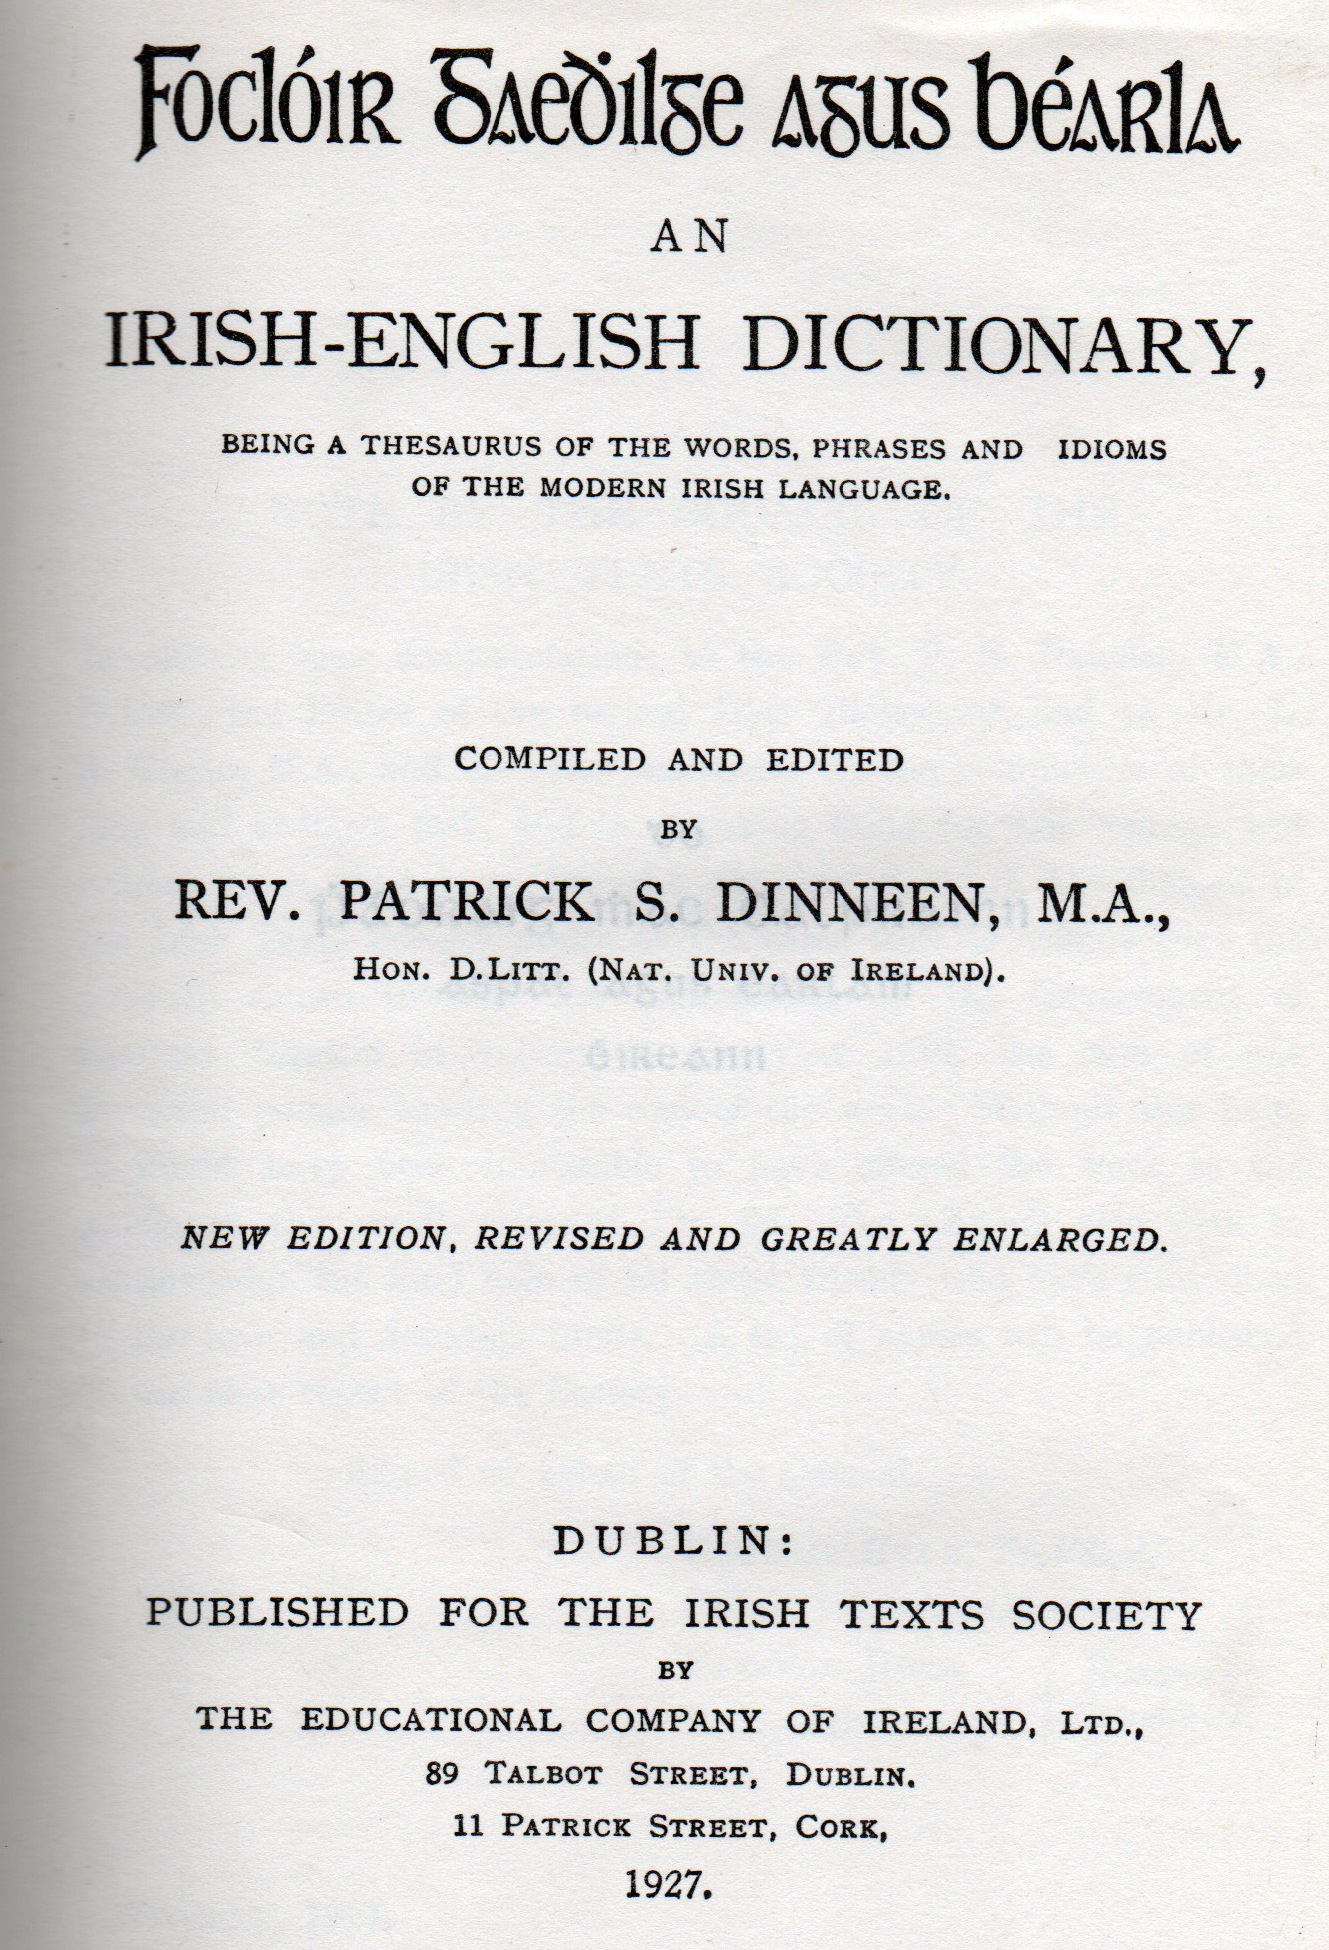 Foclóir Gaeḋilge agus Béarla
AN
IRISH-ENGLISH DICTIONARY,
BEING A THESAURUS OF THE WORDS, PHRASES AND IDIOMS
OF THE MODERN IRISH LANGUAGE.
COMPILED AND EDITED
BY
REV. PATRICK S. DINNEEN, M.A.,
HON. D.LITT. (NAT. UNIV. OF IRELAND).
NEW EDITION, REVISED AND GREATLY ENLARGED.
DUBLIN:
PUBLISHED FOR THE IRISH TEXTS SOCIETY
BY
THE EDUCATIONAL COMPANY OF IRELAND, LTD.,
89 TALBOT STREET, DUBLIN.
11 PATRICK STREET, CORK,
1927.